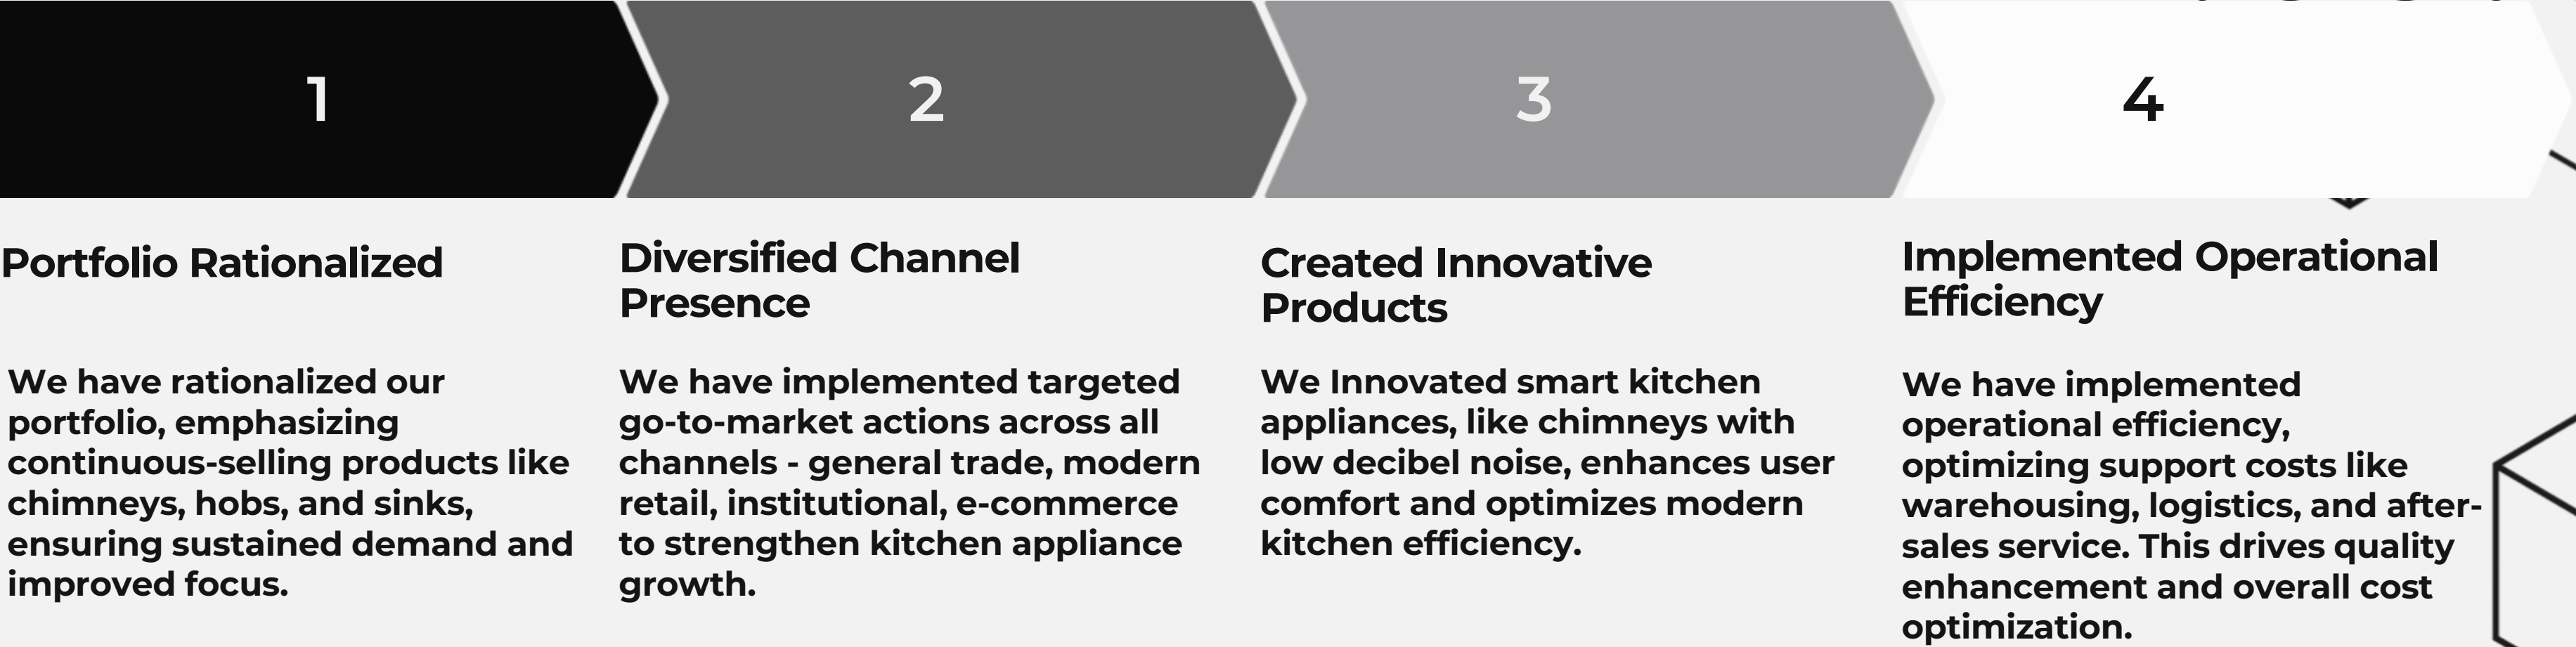 1
2
3
4
Portfolio Rationalized
We have rationalized our
portfolio, emphasizing
continuous-selling products like
chimneys, hobs, and sinks,
ensuring sustained demand and
improved focus.
Diversified Channel
Presence
We have implemented targeted
go-to-market actions across all
channels - general trade, modern
retail, institutional, e-commerce
to strengthen kitchen appliance
growth.
Created Innovative
Products
We Innovated smart kitchen
appliances, like chimneys with
low decibel noise, enhances user
comfort and optimizes modern
kitchen efficiency.
Implemented Operational
Efficiency
We have implemented
operational efficiency,
optimizing support costs like
warehousing, logistics, and after-
sales service. This drives quality
enhancement and overall cost
optimization.